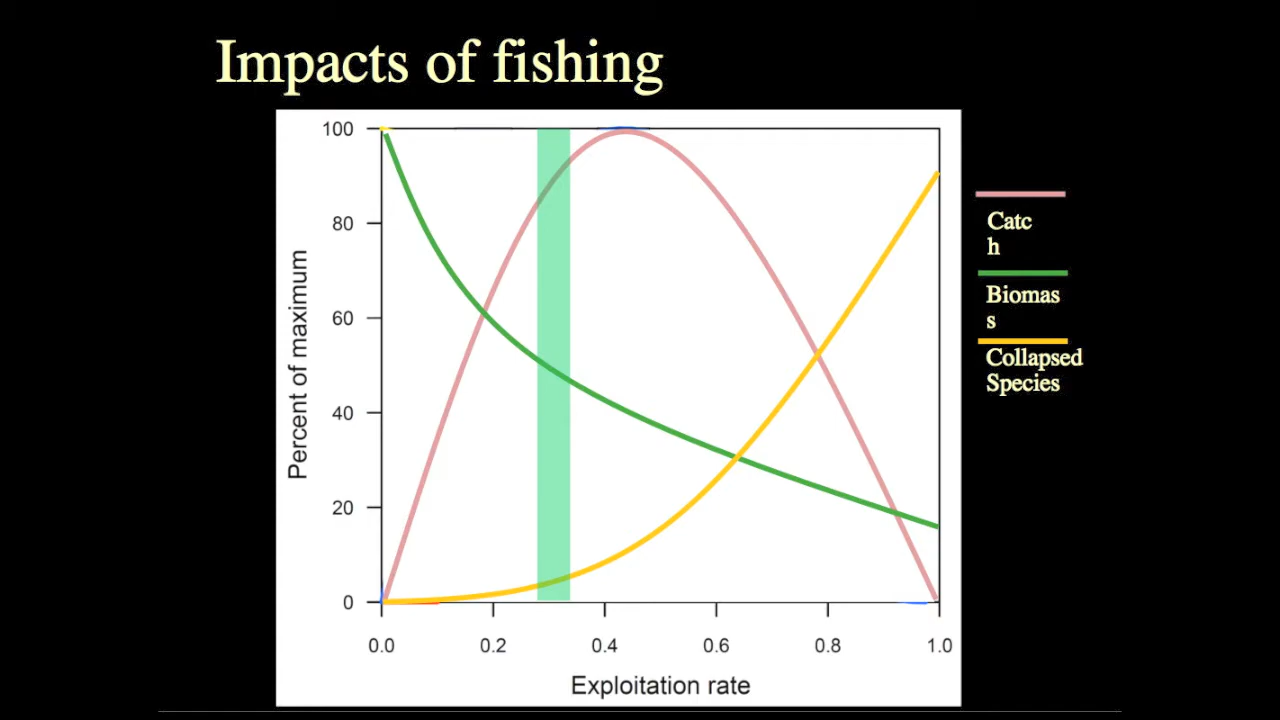 Impacts of fishing
100
80
60
40
20
0
Percent of maximum
0.0 0.2 0.4 0.6 0.8 1.0
Exploitation rate
Catc
h
Biomas
s
Collapsed
Species